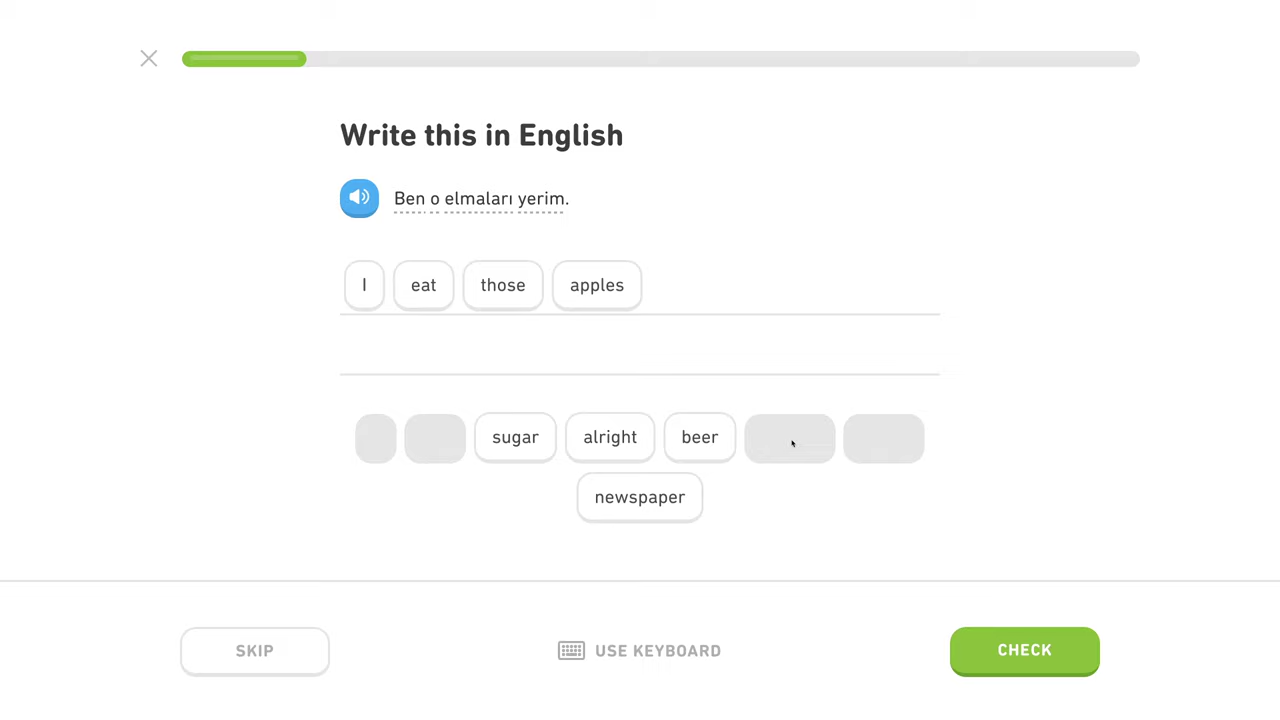 Write this in English
Ben o elmaları yerim.
I eat those apples
sugar alright beer
newspaper
SKIP USE KEYBOARD CHECK